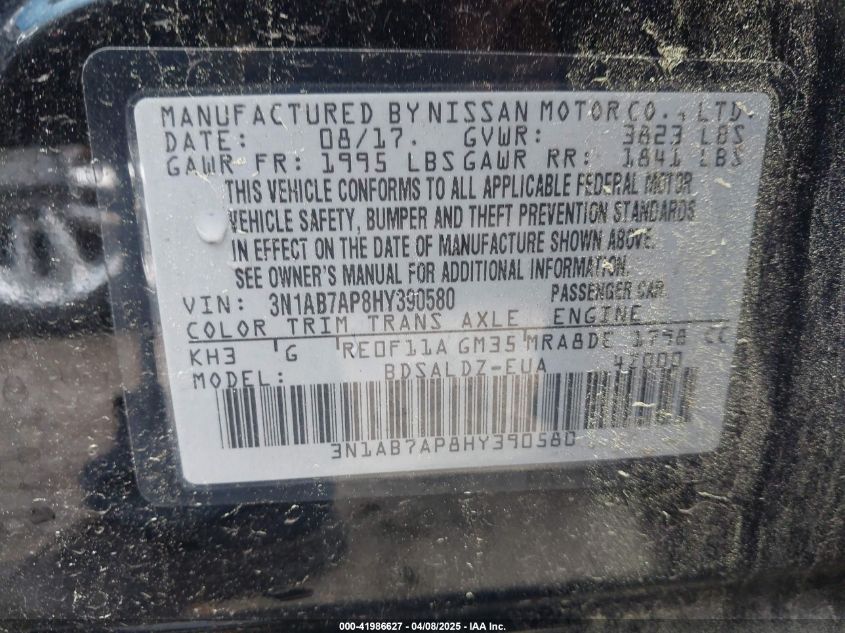 MANUFACTURED BY NISSAN MOTOR CO., LTD.
DATE: 08/17. GVWR: 3823 LBS
GAWR FR: 1995 LBS GAWR RR: 1841 LBS
THIS VEHICLE CONFORMS TO ALL APPLICABLE FEDERAL MOTOR
VEHICLE SAFETY, BUMPER AND THEFT PREVENTION STANDARDS
IN EFFECT ON THE DATE OF MANUFACTURE SHOWN ABOVE.
SEE OWNER'S MANUAL FOR ADDITIONAL INFORMATION.
VIN: 3N1AB7AP8HY390580 PASSENGER CAR
COLOR TRIM TRANS AXLE ENGINE
KH3 G RE0F11A GM35 MRA8DE 1798 CC
MODEL: BDSALDZ-EUA 47000
3N1AB7AP8HY390580
000-41986627 - 04/08/2025 - IAA Inc.